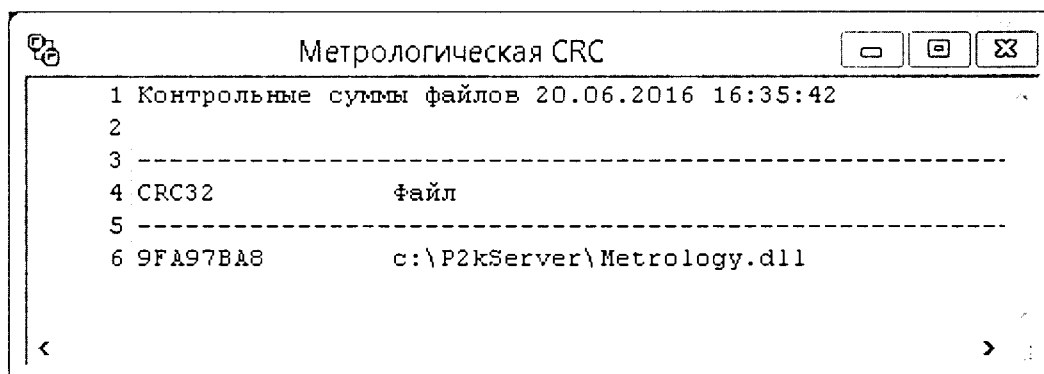 Метрологическая CRC
1 Контрольные суммы файлов 20.06.2016 16:35:42
2
3 ------------------------------------------------------
4 CRC32 Файл
5 ------------------------------------------------------
6 9FA97BA8 c:\P2kServer\Metrology.dll